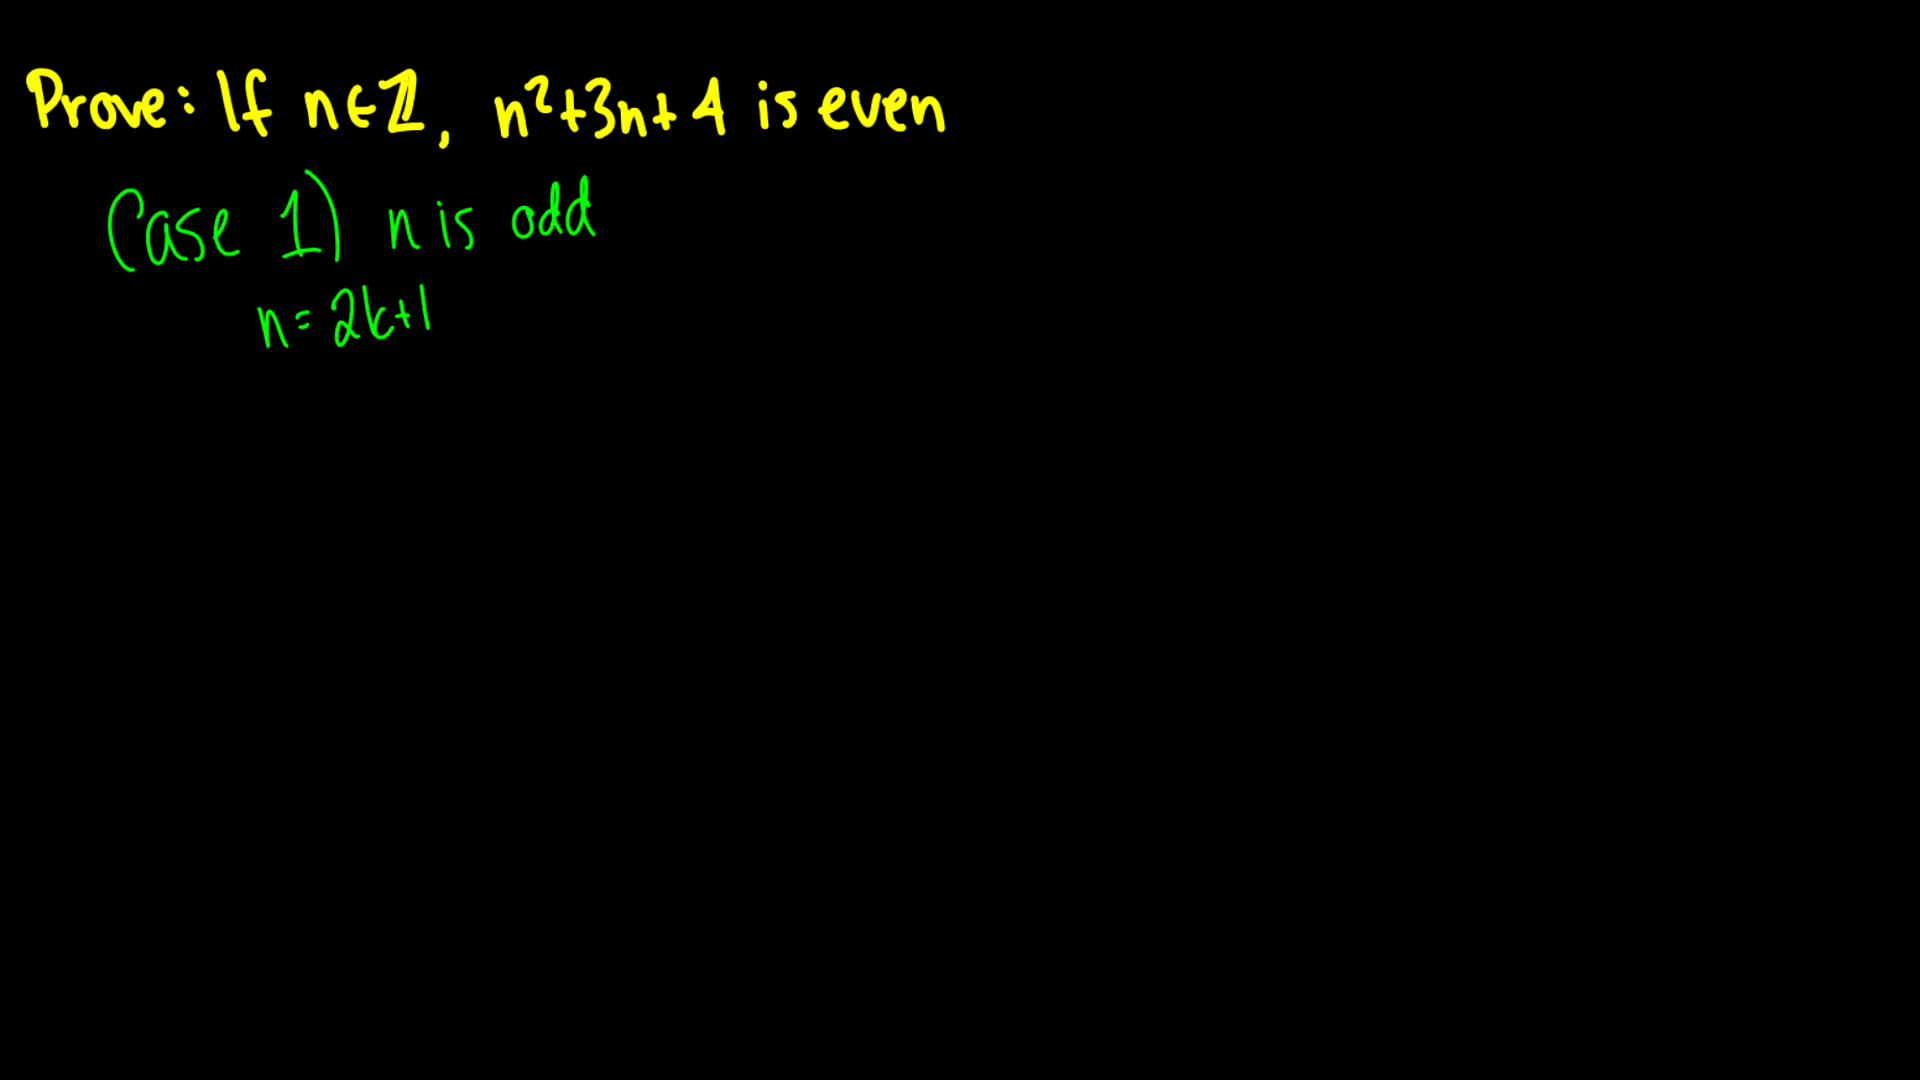 Prove: If n∈ℤ, n²+3n+4 is even
Case 1) n is odd
n=2k+1